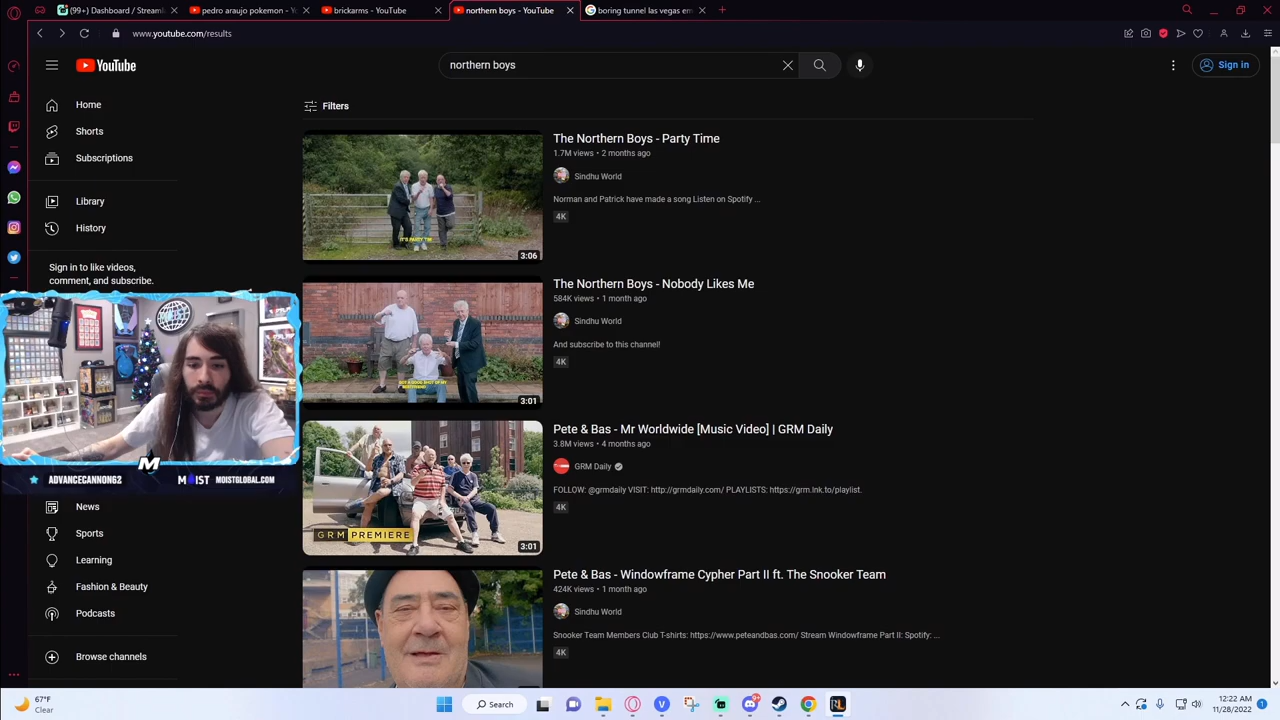 (99+) Dashboard / Streaml
pedro araujo pokemon - Yo
brickarms - YouTube
northern boys - YouTube
boring tunnel las vegas em
www.youtube.com/results
YouTube
northern boys
Sign in
Home
Shorts
Subscriptions
Library
History
Sign in to like videos,
comment, and subscribe.
Filters
The Northern Boys - Party Time
1.7M views • 2 months ago
Sindhu World
Norman and Patrick have made a song Listen on Spotify ...
4K
IT'S PARTY TIM
3:06
The Northern Boys - Nobody Likes Me
584K views • 1 month ago
Sindhu World
And subscribe to this channel!
4K
3:01
Pete & Bas - Mr Worldwide [Music Video] | GRM Daily
3.8M views • 4 months ago
GRM Daily
FOLLOW: @grmdaily VISIT: http://grmdaily.com/ PLAYLISTS: https://grm.lnk.to/playlist.
4K
GRM PREMIERE
3:01
Pete & Bas - Windowframe Cypher Part II ft. The Snooker Team
424K views • 1 month ago
Sindhu World
Snooker Team Members Club T-shirts: https://www.peteandbas.com/ Stream Windowframe Part II: Spotify: ...
4K
M
ADVANCEGANNON62
MOIST
MOISTGLOBAL.COM
News
Sports
Learning
Fashion & Beauty
Podcasts
Browse channels
67°F
Clear
Search
12:22 AM
11/28/2022